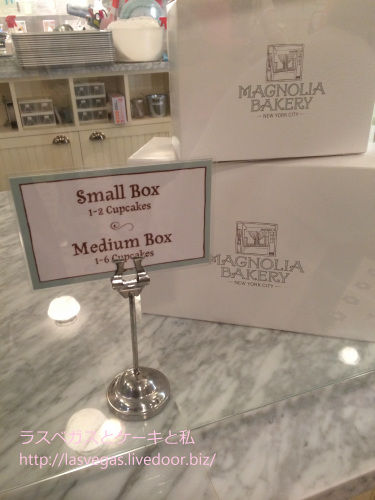 MAGNOLIA
BAKERY
NEW YORK CITY
Small Box
1-2 Cupcakes
Medium Box
1-6 Cupcakes
MAGNOLIA
BAKERY
NEW YORK CITY
ラスベガスとケーキと私
http://lasvegas.livedoor.biz/